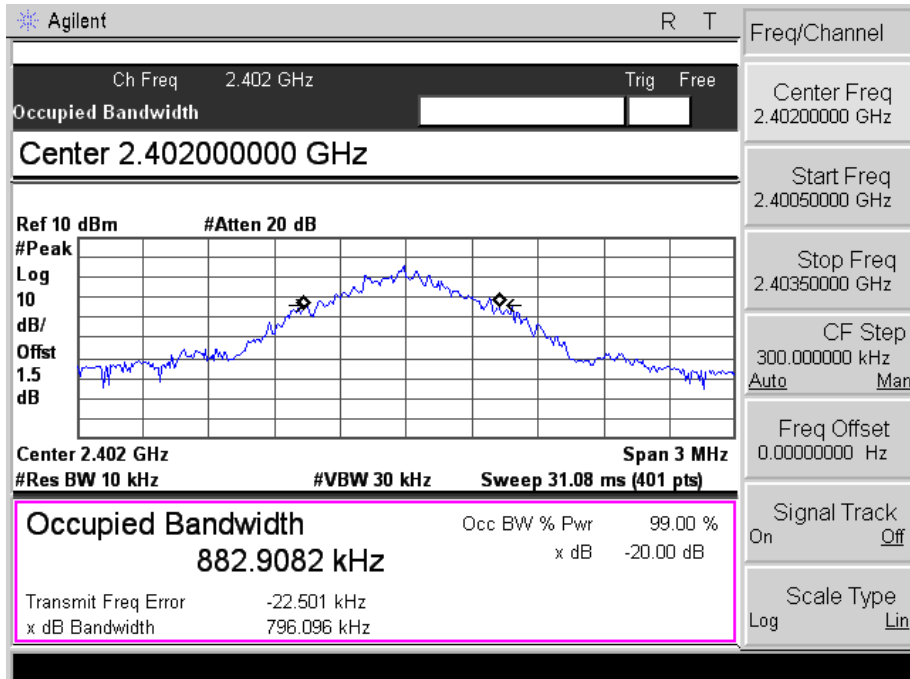 Agilent R T
Freq/Channel
Ch Freq 2.402 GHz Trig Free
Occupied Bandwidth
Center 2.402000000 GHz
Ref 10 dBm #Atten 20 dB
#Peak
Log
10
dB/
Offst
1.5
dB
Center 2.402 GHz Span 3 MHz
#Res BW 10 kHz #VBW 30 kHz Sweep 31.08 ms (401 pts)
Occupied Bandwidth Occ BW % Pwr 99.00 %
882.9082 kHz x dB -20.00 dB
Transmit Freq Error -22.501 kHz
x dB Bandwidth 796.096 kHz
Center Freq
2.40200000 GHz
Start Freq
2.40050000 GHz
Stop Freq
2.40350000 GHz
CF Step
300.000000 kHz
Auto Man
Freq Offset
0.00000000 Hz
Signal Track
On Off
Scale Type
Log Lin